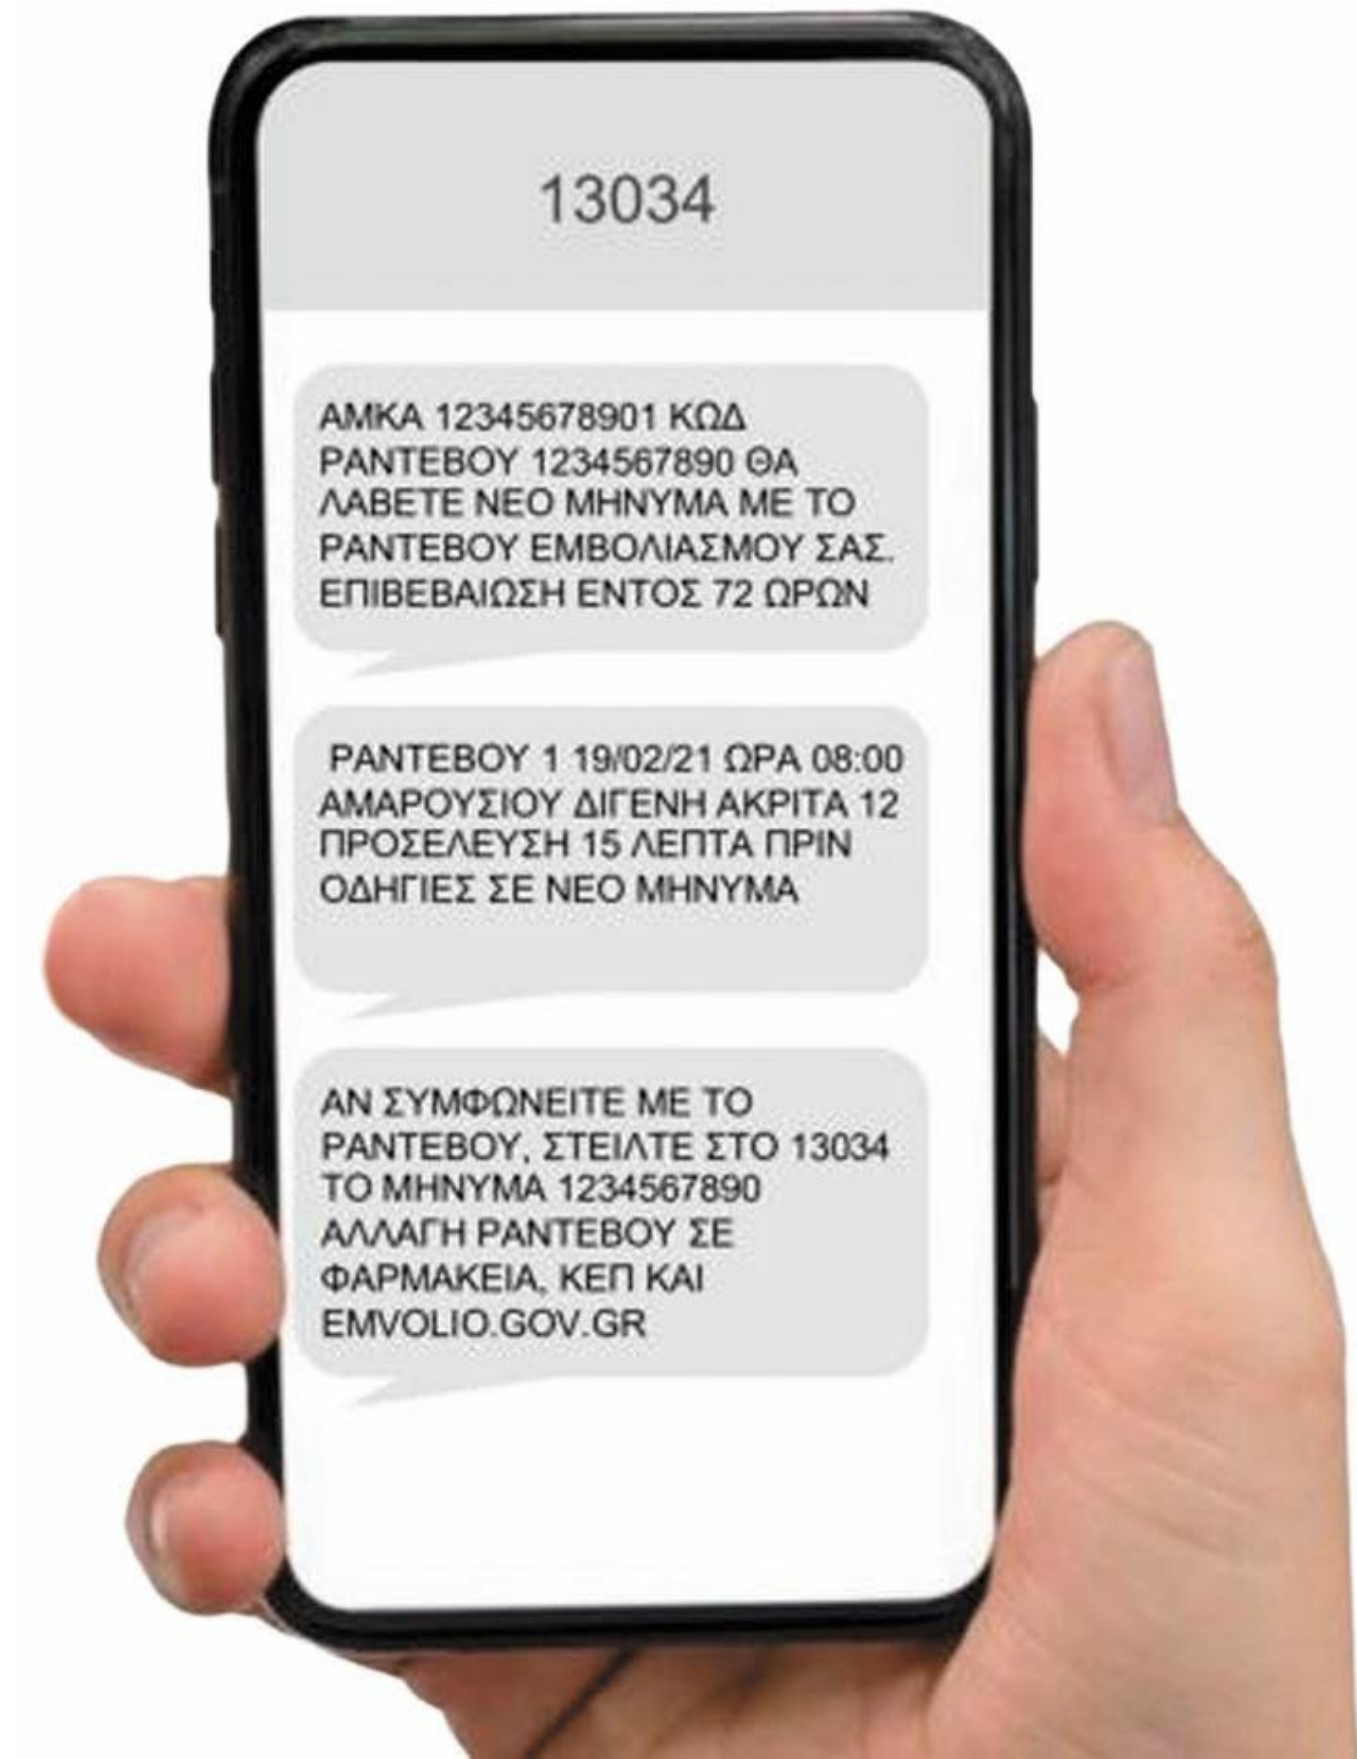 13034
ΑΜΚΑ 12345678901 ΚΩΔ
ΡΑΝΤΕΒΟΥ 1234567890 ΘΑ
ΛΑΒΕΤΕ ΝΕΟ ΜΗΝΥΜΑ ΜΕ ΤΟ
ΡΑΝΤΕΒΟΥ ΕΜΒΟΛΙΑΣΜΟΥ ΣΑΣ.
ΕΠΙΒΕΒΑΙΩΣΗ ΕΝΤΟΣ 72 ΩΡΩΝ
ΡΑΝΤΕΒΟΥ 1 19/02/21 ΩΡΑ 08:00
ΑΜΑΡΟΥΣΙΟΥ ΔΙΓΕΝΗ ΑΚΡΙΤΑ 12
ΠΡΟΣΕΛΕΥΣΗ 15 ΛΕΠΤΑ ΠΡΙΝ
ΟΔΗΓΙΕΣ ΣΕ ΝΕΟ ΜΗΝΥΜΑ
ΑΝ ΣΥΜΦΩΝΕΙΤΕ ΜΕ ΤΟ
ΡΑΝΤΕΒΟΥ, ΣΤΕΙΛΤΕ ΣΤΟ 13034
ΤΟ ΜΗΝΥΜΑ 1234567890
ΑΛΛΑΓΗ ΡΑΝΤΕΒΟΥ ΣΕ
ΦΑΡΜΑΚΕΙΑ, ΚΕΠ ΚΑΙ
EMVOLIO.GOV.GR